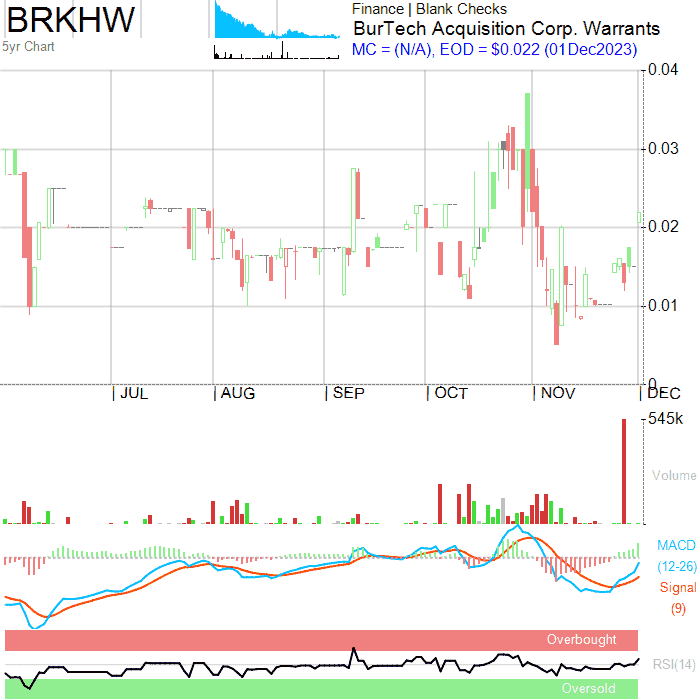 BRKHW
5yr Chart
Finance | Blank Checks
BurTech Acquisition Corp. Warrants
MC = (N/A), EOD = $0.022 (01Dec2023)
0.04
0.03
0.02
0.01
0
JUL
AUG
SEP
OCT
NOV
DEC
545k
Volume
MACD
(12-26)
Signal
(9)
Overbought
RSI(14)
Oversold